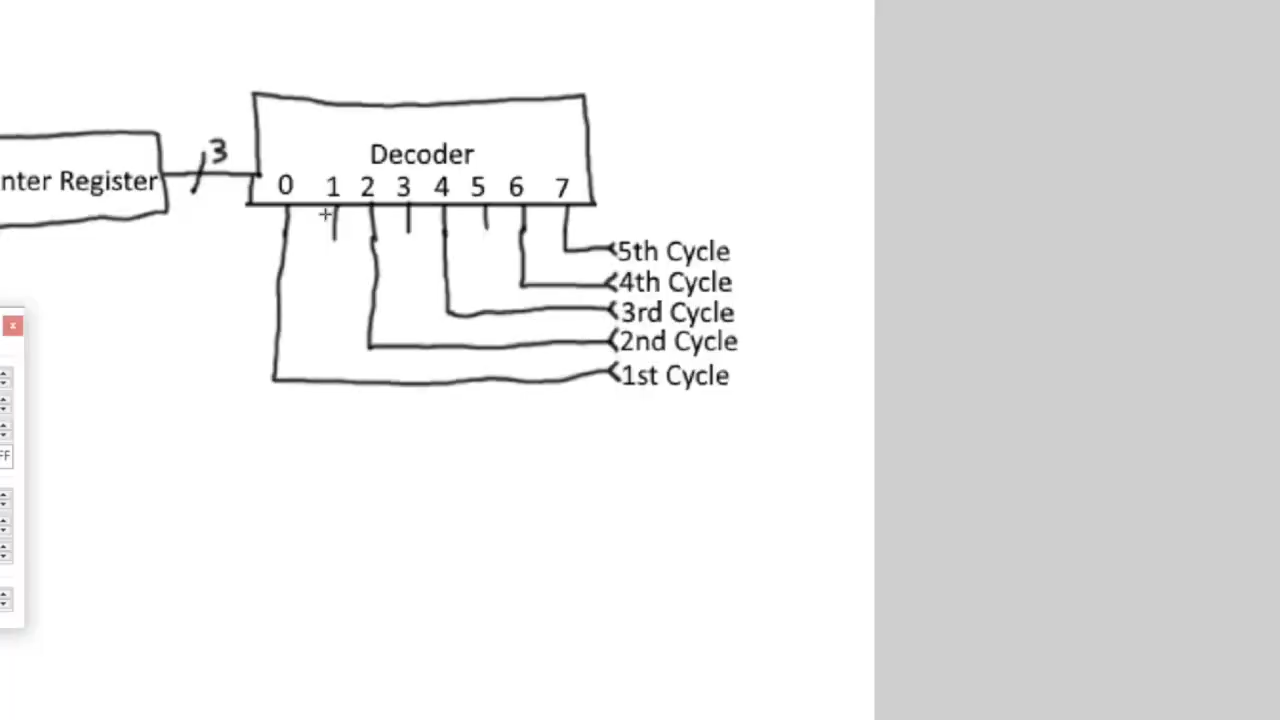 3
Decoder
nter Register
0 1 2 3 4 5 6 7
5th Cycle
4th Cycle
3rd Cycle
2nd Cycle
1st Cycle
x
FF